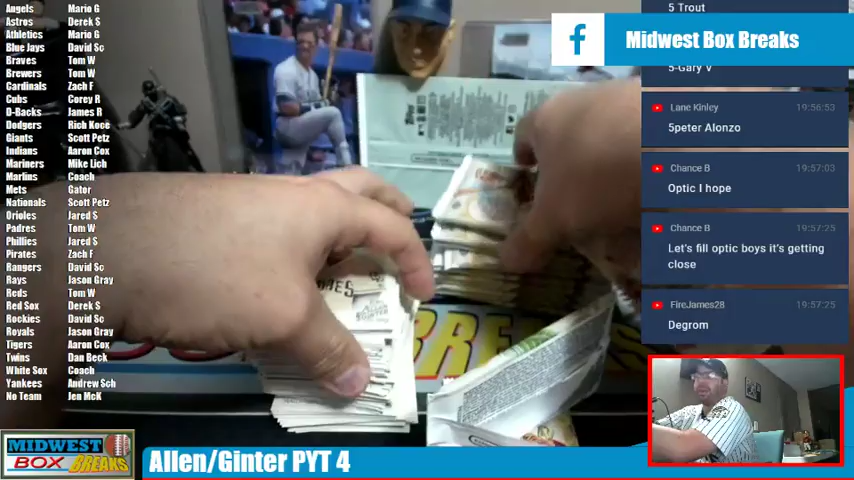 Angels Mario G
Astros Derek S
Athletics Mario G
Blue Jays David Sc
Braves Tom W
Brewers Tom W
Cardinals Zach F
Cubs Corey R
D-Backs James R
Dodgers Rich Koce
Giants Scott Petz
Indians Aaron Cox
Mariners Mike Lich
Marlins Coach
Mets Gator
Nationals Scott Petz
Orioles Jared S
Padres Tom W
Phillies Jared S
Pirates Zach F
Rangers David Sc
Rays Jason Gray
Reds Tom W
Red Sox Derek S
Rockies David Sc
Royals Jason Gray
Tigers Aaron Cox
Twins Dan Beck
White Sox Coach
Yankees Andrew Sch
No Team Jen McK
MIDWEST
BOX BREAKS
Allen/Ginter PYT 4
BRE
f Midwest Box Breaks
5 Trout
5-Gary V
Lane Kinley 19:56:53
5peter Alonzo
Chance B 19:57:03
Optic I hope
Chance B 19:57:25
Let's fill optic boys it's getting
close
FireJames28 19:57:25
Degrom